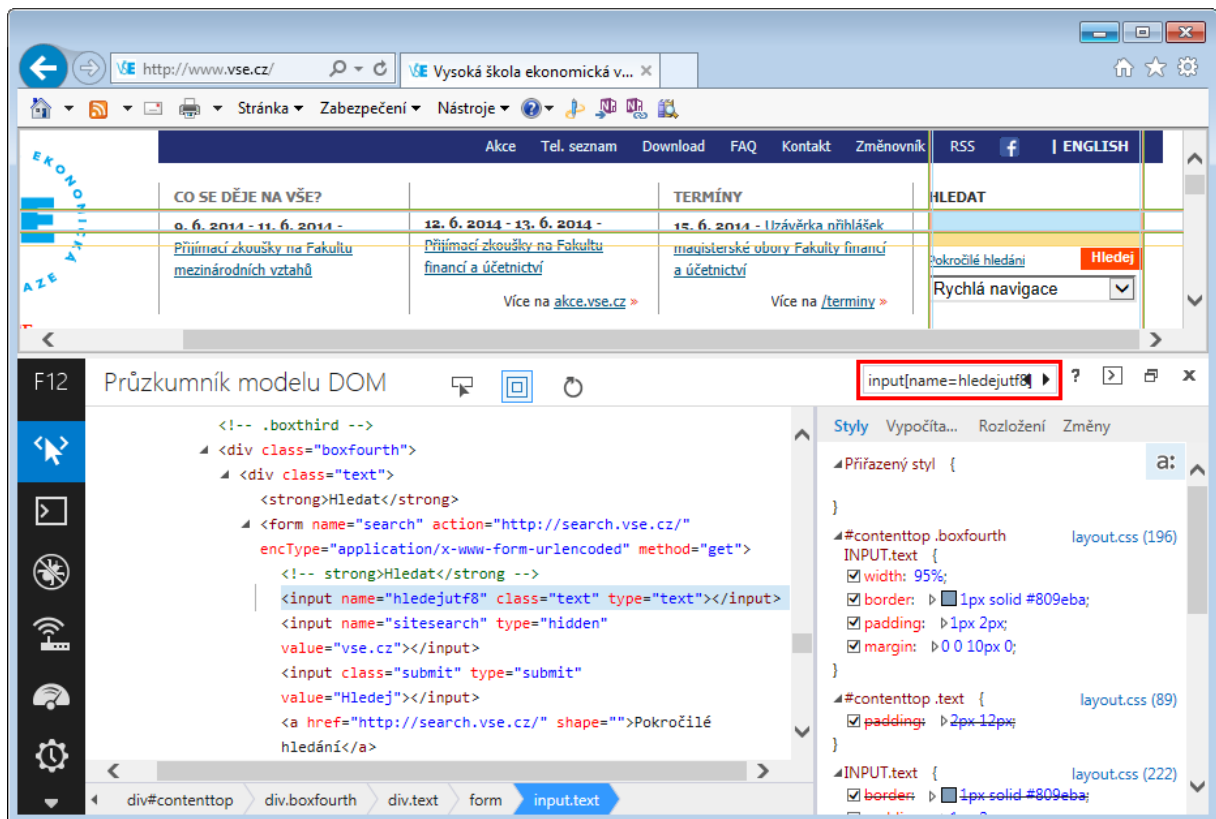 http://www.vse.cz/
Vysoká škola ekonomická v...
Stránka Zabezpečení Nástroje
Akce Tel. seznam Download FAQ Kontakt Změnovník RSS f | ENGLISH
EKONOMICKÁ
AZE
CO SE DĚJE NA VŠE?
TERMÍNY
HLEDAT
9. 6. 2014 - 11. 6. 2014 -
Přijímací zkoušky na Fakultu
mezinárodních vztahů
12. 6. 2014 - 13. 6. 2014 -
Přijímací zkoušky na Fakultu
financí a účetnictví
Více na akce.vse.cz »
15. 6. 2014 - Uzávěrka přihlášek
magisterské obory Fakulty financí
a účetnictví
Více na /terminy »
Pokročilé hledání Hledej
Rychlá navigace
F12 Průzkumník modelu DOM
input[name=hledejutf8] ?
<!-- .boxthird -->
<div class="boxfourth">
<div class="text">
<strong>Hledat</strong>
<form name="search" action="http://search.vse.cz/"
encType="application/x-www-form-urlencoded" method="get">
<!-- strong>Hledat</strong -->
<input name="hledejutf8" class="text" type="text"></input>
<input name="sitesearch" type="hidden"
value="vse.cz"></input>
<input class="submit" type="submit"
value="Hledej"></input>
<a href="http://search.vse.cz/" shape="">Pokročilé
hledání</a>
div#contenttop div.boxfourth div.text form input.text
Styly Vypočíta... Rozložení Změny
Přiřazený styl { a:
}
#contenttop .boxfourth layout.css (196)
INPUT.text {
width: 95%;
border: 1px solid #809eba;
padding: 1px 2px;
margin: 0 0 10px 0;
}
#contenttop .text { layout.css (89)
padding: 2px 12px;
}
INPUT.text { layout.css (222)
border: 1px solid #809eba;